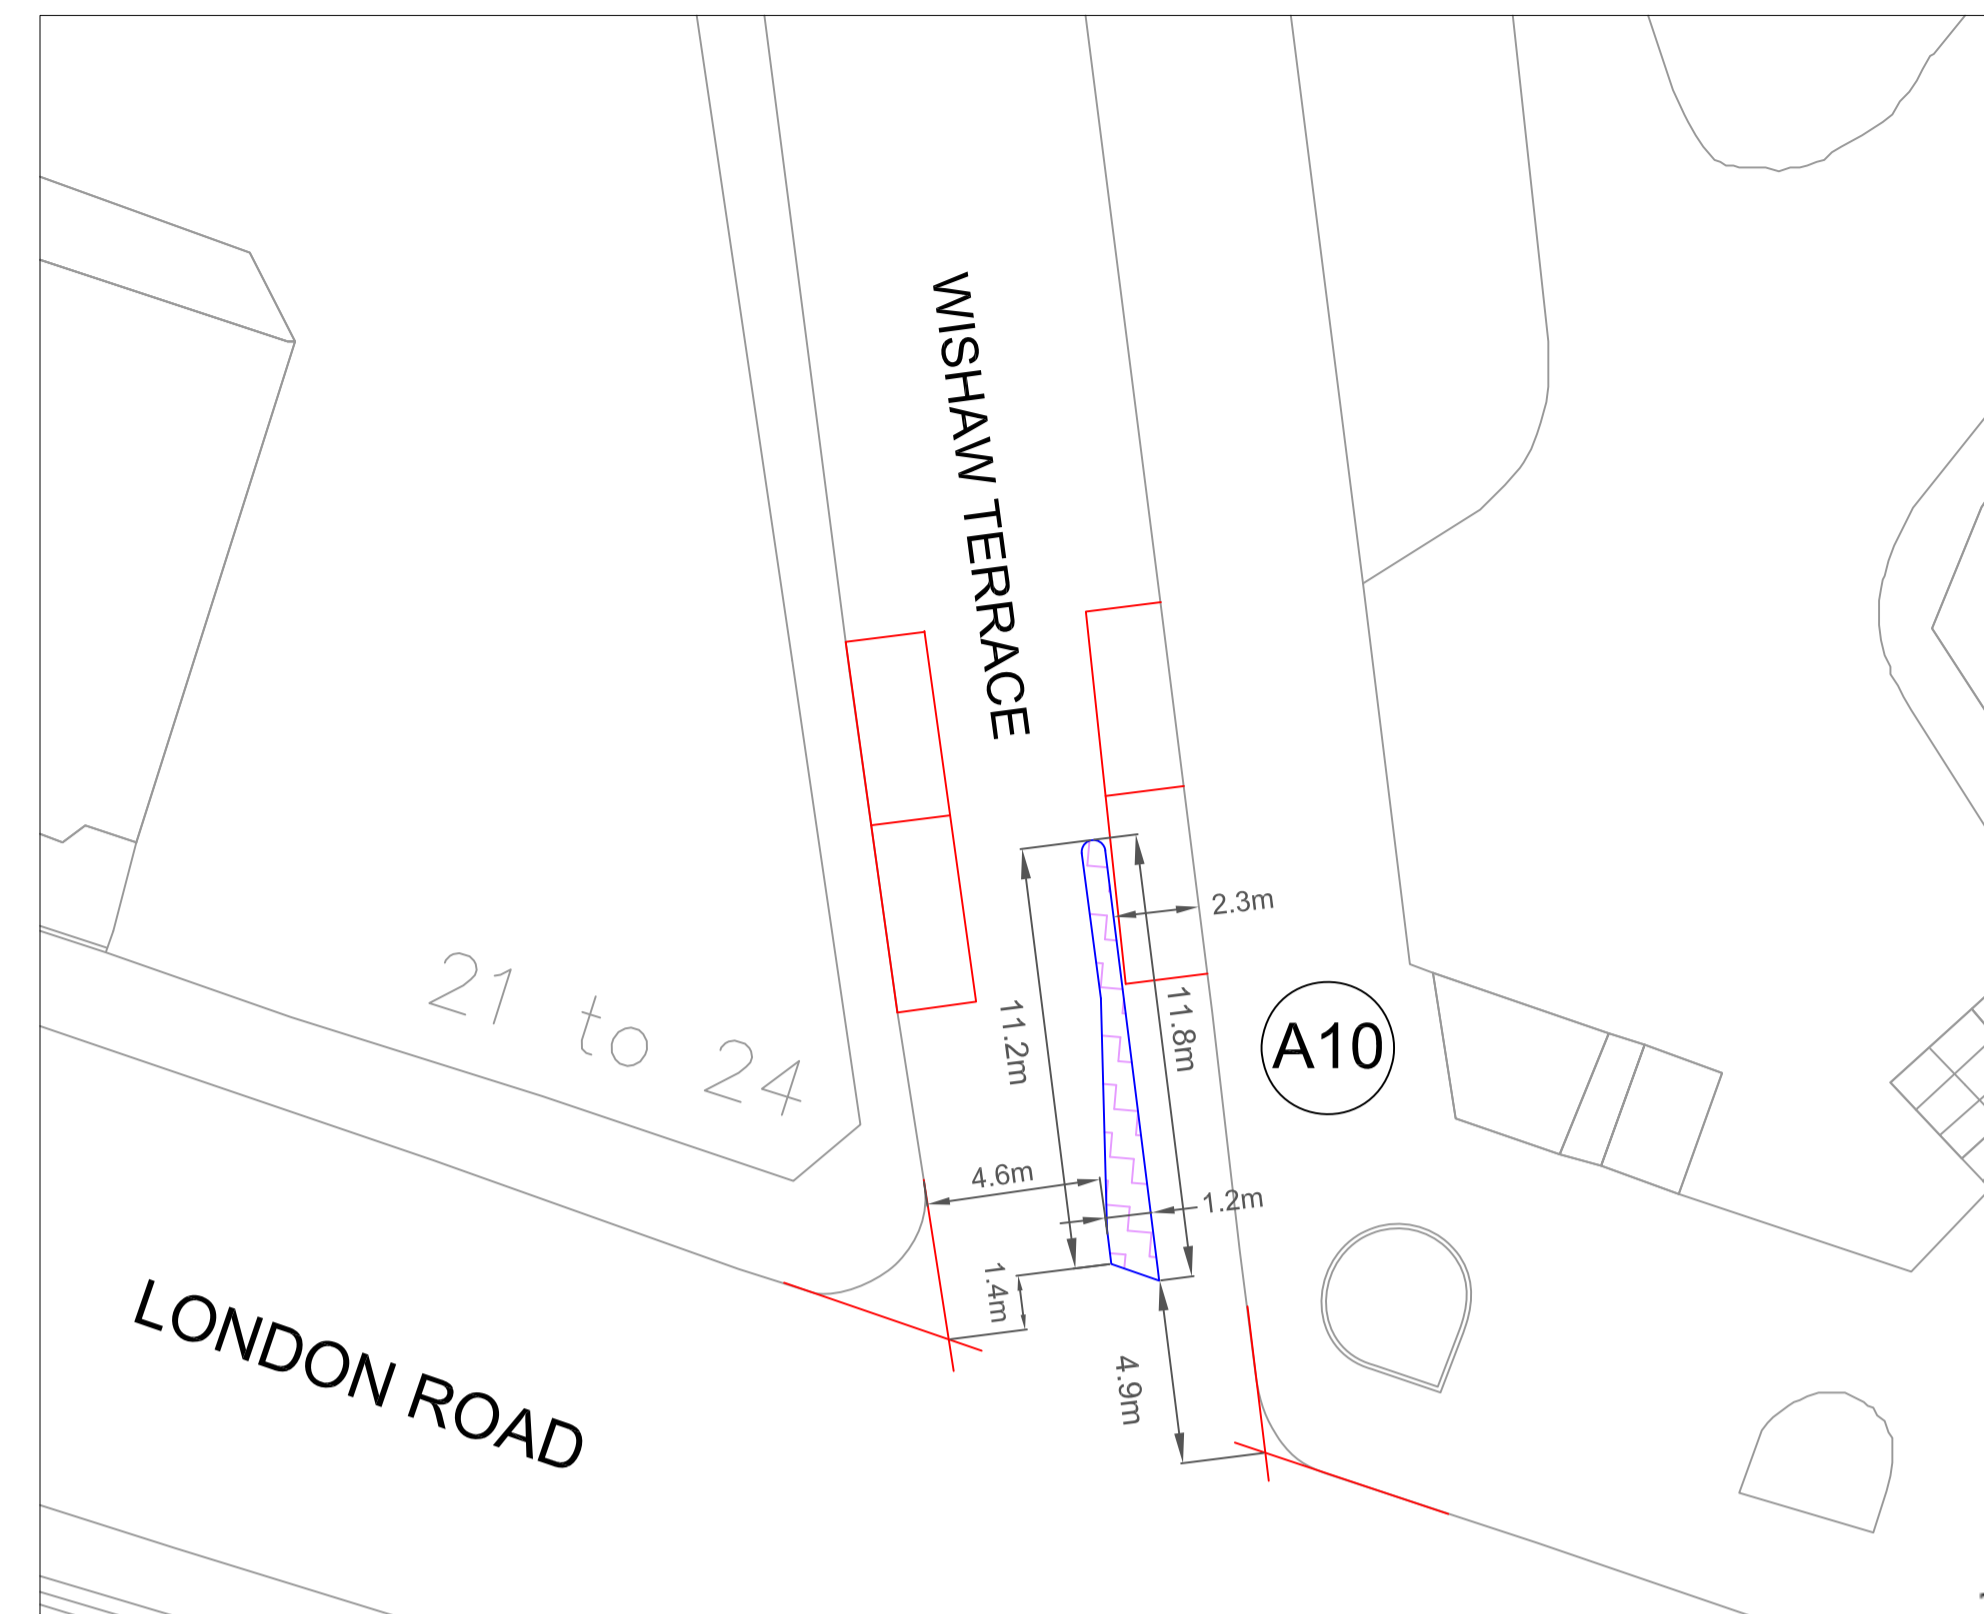 WISHAW TERRACE
2.3m
21 to 24
11.2m
11.8m
A10
4.6m
1.2m
1.4m
LONDON ROAD
4.9m